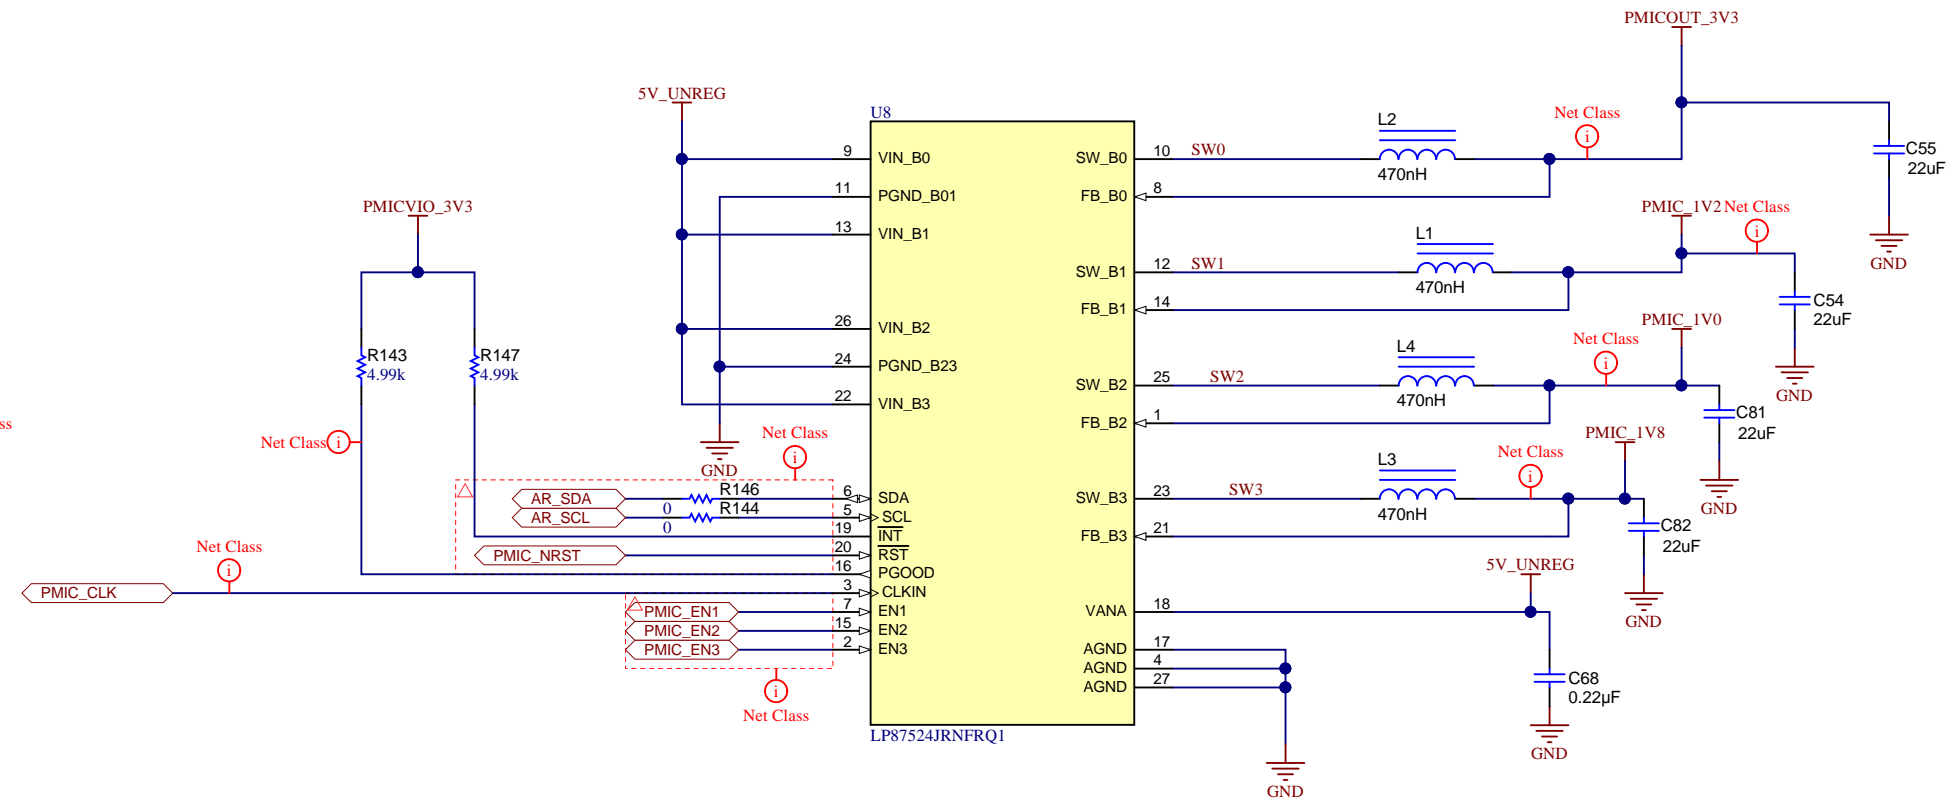 PMICOUT_3V3
5V_UNREG
U8
Net Class
L2
C55
22uF
9
VIN_B0
SW_B0
10
SW0
470nH
11
PGND_B01
FB_B0
8
PMICVIO_3V3
PMIC_1V2
Net Class
13
VIN_B1
L1
GND
SW_B1
12
SW1
470nH
FB_B1
14
C54
22uF
26
VIN_B2
PMIC_1V0
Net Class
R143
4.99k
R147
4.99k
24
PGND_B23
L4
SW_B2
25
SW2
470nH
GND
22
VIN_B3
FB_B2
1
C81
22uF
ss
Net Class
Net Class
PMIC_1V8
GND
L3
Net Class
AR_SDA
R146
6
SDA
SW_B3
23
SW3
470nH
GND
AR_SCL
0
R144
5
SCL
0
19
INT
FB_B3
21
C82
22uF
PMIC_NRST
20
RST
Net Class
16
PGOOD
5V_UNREG
PMIC_CLK
3
CLKIN
PMIC_EN1
7
EN1
VANA
18
GND
PMIC_EN2
15
EN2
PMIC_EN3
2
EN3
AGND
17
AGND
4
AGND
27
C68
0.22µF
Net Class
LP87524JRNFRQ1
GND
GND